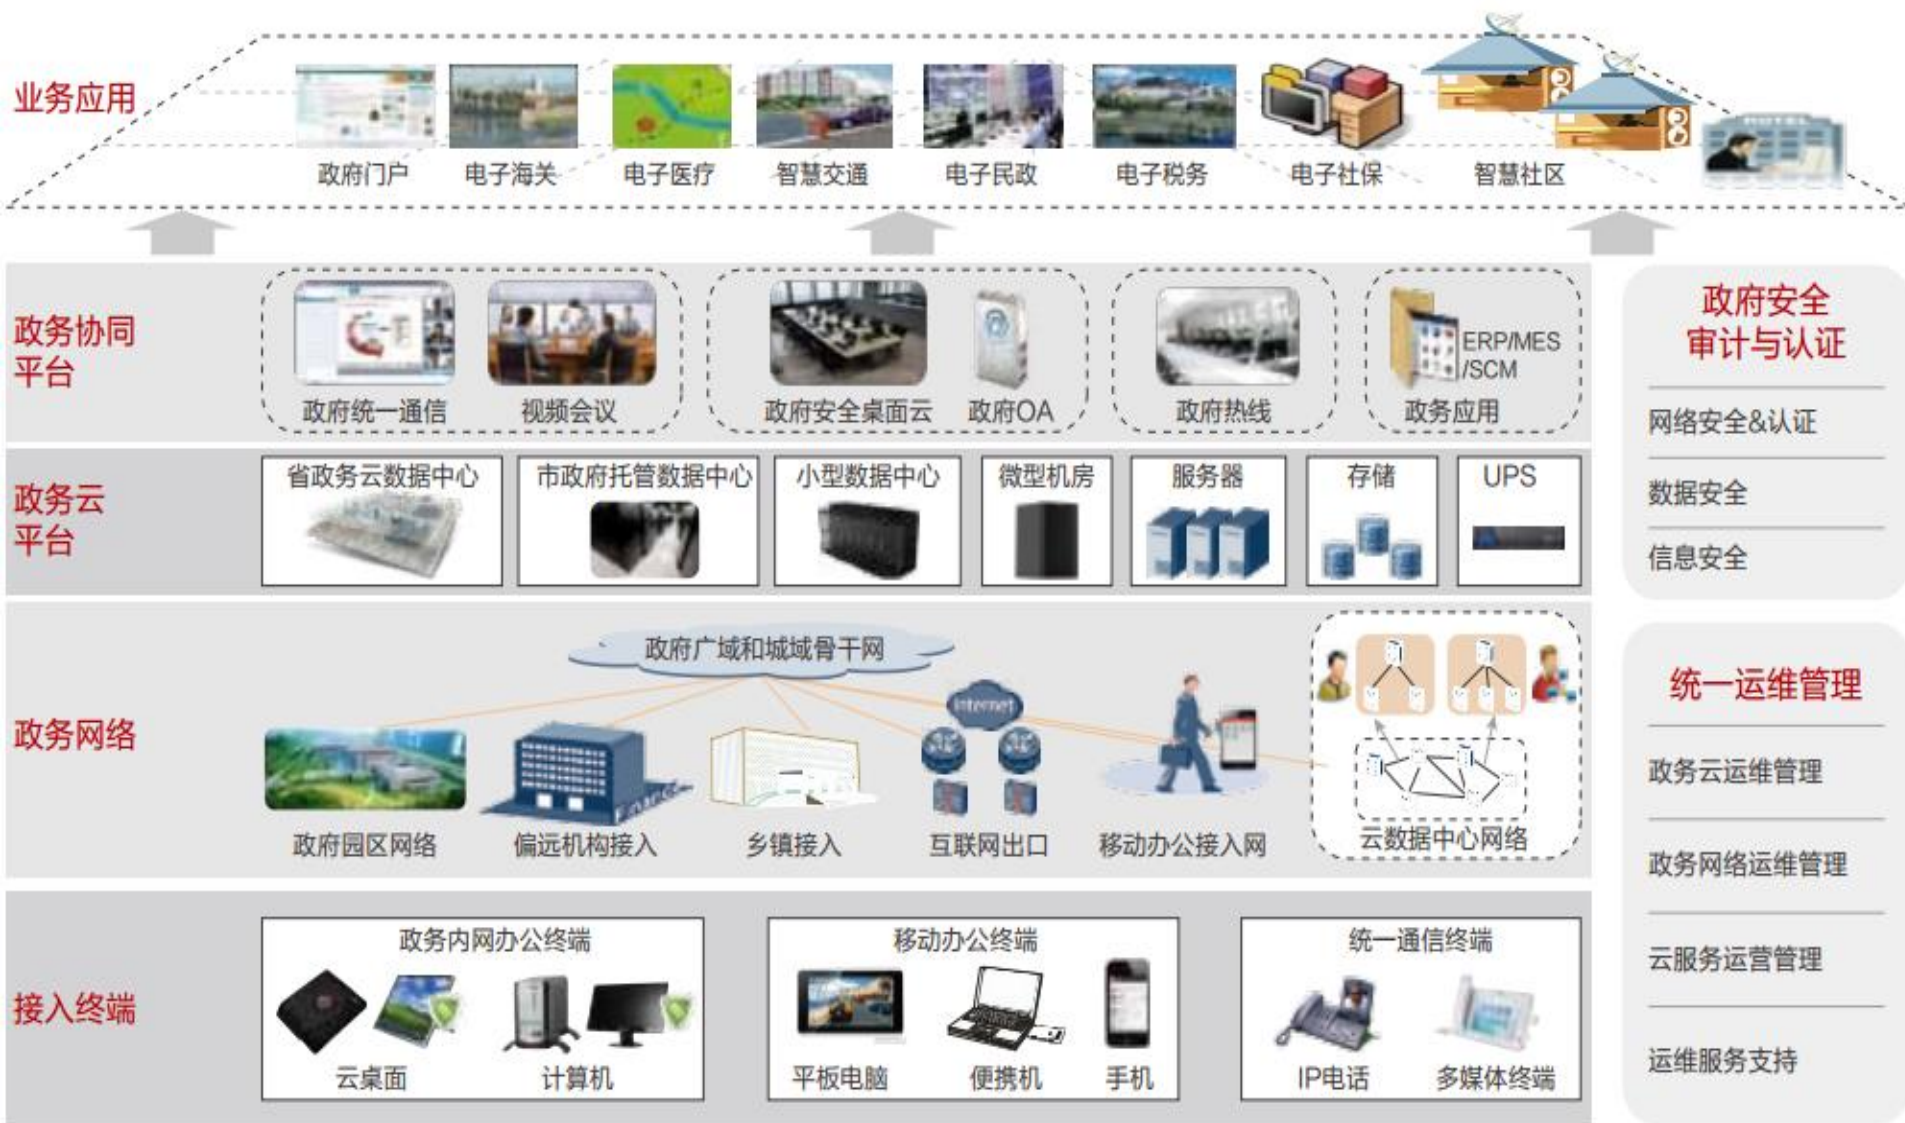 业务应用
政府门户
电子海关
电子医疗
智慧交通
电子民政
电子税务
电子社保
智慧社区
政务协同
平台
政府统一通信
视频会议
政府安全桌面云
政府OA
政府热线
ERP/MES
/SCM
政务应用
政务云
平台
省政务云数据中心
市政府托管数据中心
小型数据中心
微型机房
服务器
存储
UPS
政务网络
政府广域和城域骨干网
Internet
Finance
政府园区网络
偏远机构接入
乡镇接入
互联网出口
移动办公接入网
云数据中心网络
接入终端
政务内网办公终端
云桌面
计算机
移动办公终端
平板电脑
便携机
手机
统一通信终端
IP电话
多媒体终端
政府安全
审计与认证
网络安全&认证
数据安全
信息安全
统一运维管理
政务云运维管理
政务网络运维管理
云服务运营管理
运维服务支持